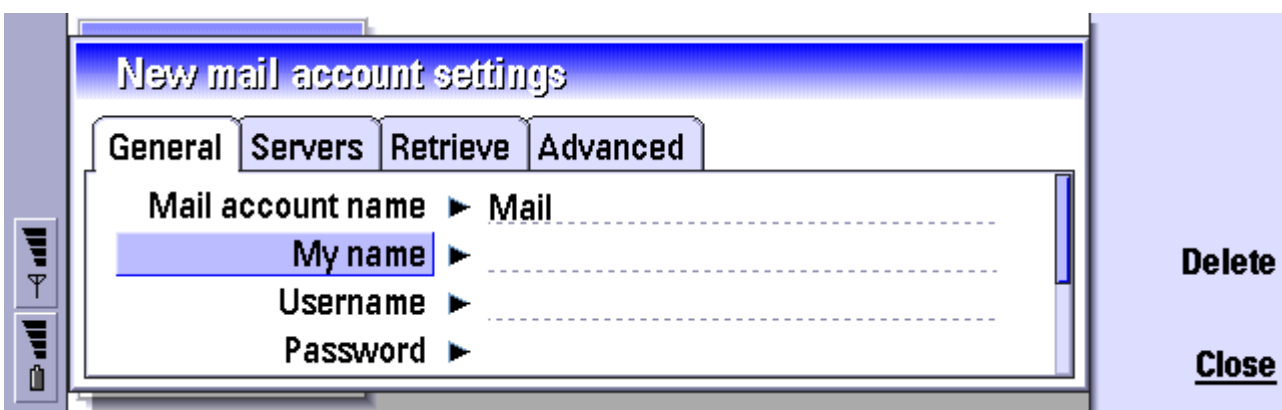 New mail account settings
General Servers Retrieve Advanced
Mail account name Mail
My name
Username
Password
Delete
Close